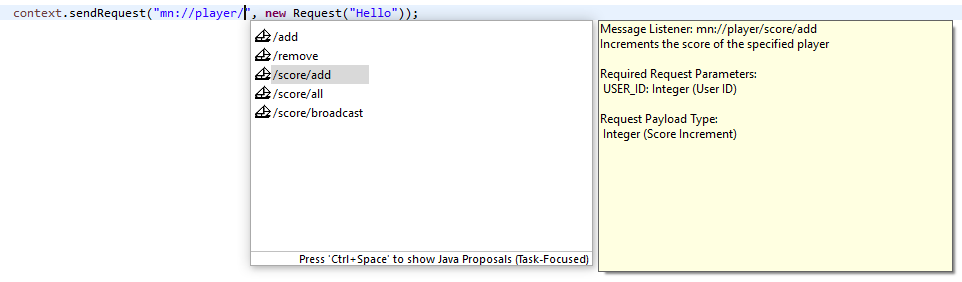 context.sendRequest("mn://player/", new Request("Hello"));
/add
/remove
/score/add
/score/all
/score/broadcast
Press 'Ctrl+Space' to show Java Proposals (Task-Focused)
Message Listener: mn://player/score/add
Increments the score of the specified player
Required Request Parameters:
USER_ID: Integer (User ID)
Request Payload Type:
Integer (Score Increment)